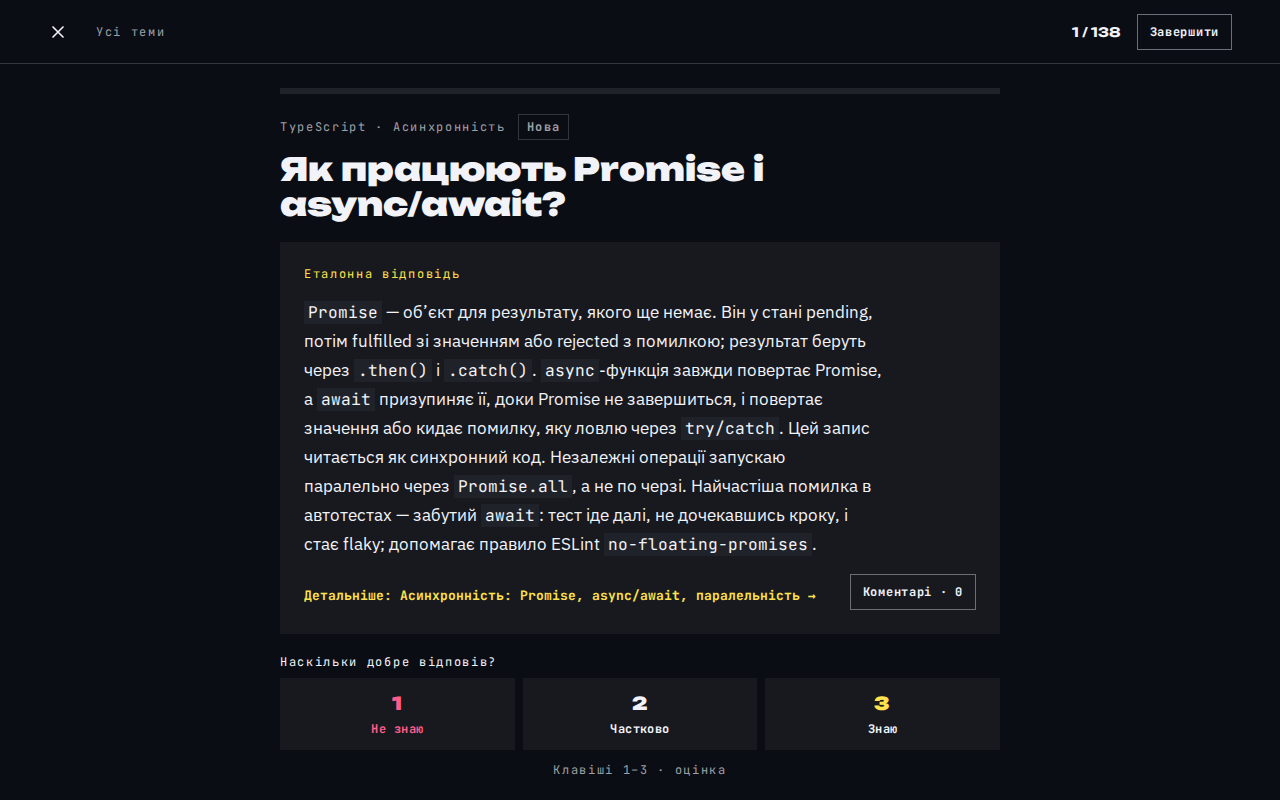 Усі теми
1/138
Завершити
TypeScript · Асинхронність
Нова
Як працюють Promise і
async/await?
Еталонна відповідь
Promise — об’єкт для результату, якого ще немає. Він у стані pending,
потім fulfilled зі значенням або rejected з помилкою; результат беруть
через .then() і .catch(). async-функція завжди повертає Promise,
а await призупиняє її, доки Promise не завершиться, і повертає
значення або кидає помилку, яку ловлю через try/catch. Цей запис
читається як синхронний код. Незалежні операції запускаю
паралельно через Promise.all, а не по черзі. Найчастіша помилка в
автотестах — забутий await: тест іде далі, не дочекавшись кроку, і
стає flaky; допомагає правило ESLint no-floating-promises.
Детальніше: Асинхронність: Promise, async/await, паралельність →
Коментарі · 0
Наскільки добре відповів?
1
Не знаю
2
Частково
3
Знаю
Клавіші 1–3 · оцінка